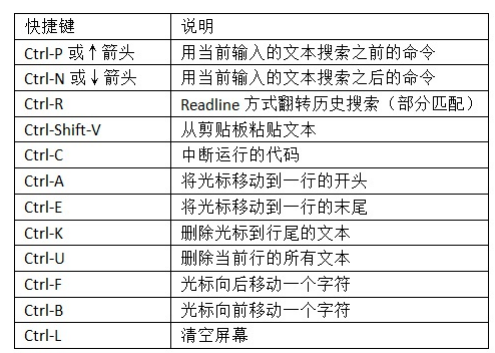 快捷键 说明
Ctrl-P 或↑箭头 用当前输入的文本搜索之前的命令
Ctrl-N 或↓箭头 用当前输入的文本搜索之后的命令
Ctrl-R Readline 方式翻转历史搜索（部分匹配）
Ctrl-Shift-V 从剪贴板粘贴文本
Ctrl-C 中断运行的代码
Ctrl-A 将光标移动到一行的开头
Ctrl-E 将光标移动到一行的末尾
Ctrl-K 删除光标到行尾的文本
Ctrl-U 删除当前行的所有文本
Ctrl-F 光标向后移动一个字符
Ctrl-B 光标向前移动一个字符
Ctrl-L 清空屏幕